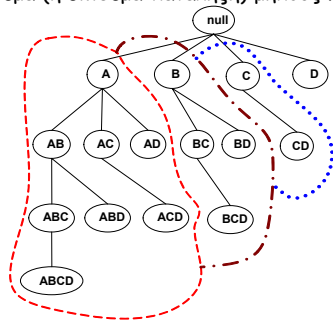 null
A B C D
AB AC AD BC BD CD
ABC ABD ACD BCD
ABCD